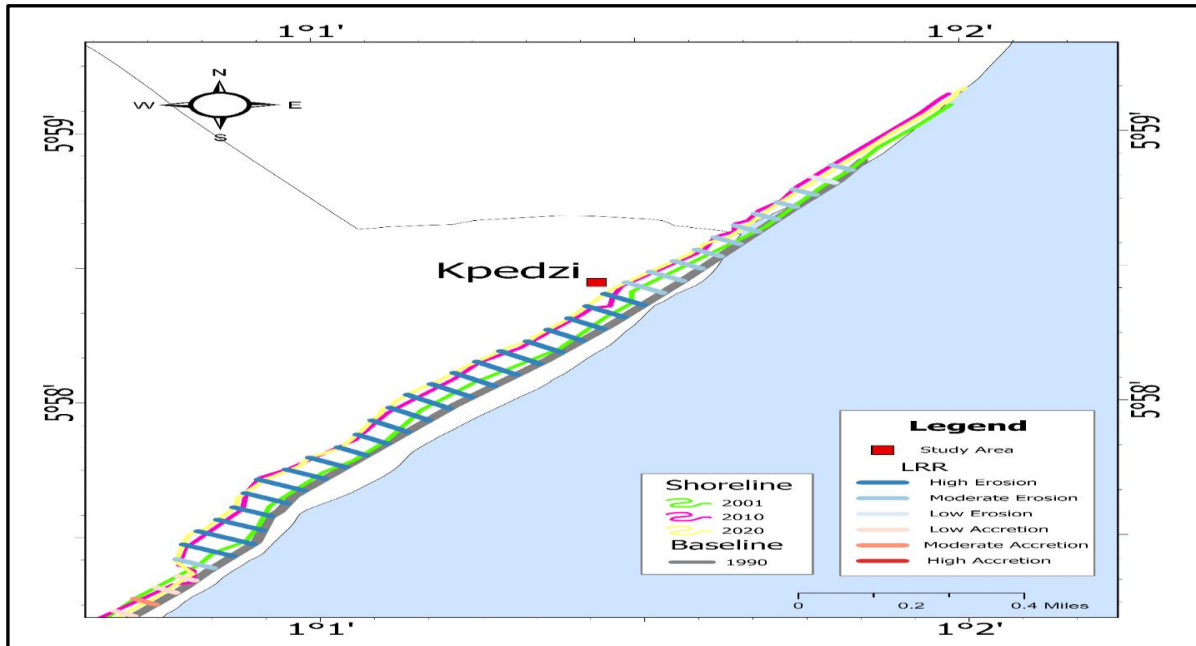 1°1'
1°2'
N
W
E
S
5°59'
5°59'
Kpedzi
5°58'
5°58'
Legend
Study Area
LRR
High Erosion
Moderate Erosion
Low Erosion
Low Accretion
Moderate Accretion
High Accretion
Shoreline
2001
2010
2020
Baseline
1990
0
0.2
0.4 Miles
1°1'
1°2'